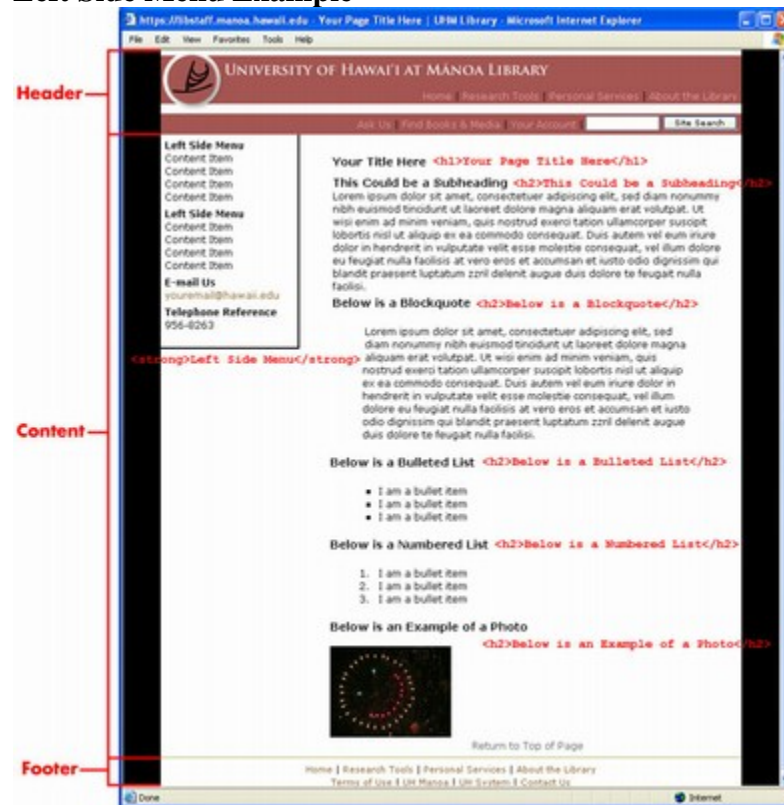 Left Side Menu Example
https://libstaff.manoa.hawaii.edu - Your Page Title Here | UHM Library - Microsoft Internet Explorer
File Edit View Favorites Tools Help
Header
UNIVERSITY OF HAWAI'I AT MĀNOA LIBRARY
Home | Research Tools | Personal Services | About the Library
Ask Us | Find Books & Media | Your Account | Site Search
Left Side Menu
Content Item
Content Item
Content Item
Content Item
Left Side Menu
Content Item
Content Item
Content Item
Content Item
E-mail Us
youremail@hawaii.edu
Telephone Reference
956-8263
<strong>Left Side Menu</strong>
Content
Your Title Here <h1>Your Page Title Here</h1>
This Could be a Subheading <h2>This Could be a Subheading</h2>
Lorem ipsum dolor sit amet, consectetuer adipiscing elit, sed diam nonummy
nibh euismod tincidunt ut laoreet dolore magna aliquam erat volutpat. Ut
wisi enim ad minim veniam, quis nostrud exerci tation ullamcorper suscipit
lobortis nisl ut aliquip ex ea commodo consequat. Duis autem vel eum iriure
dolor in hendrerit in vulputate velit esse molestie consequat, vel illum dolore
eu feugiat nulla facilisis at vero eros et accumsan et iusto odio dignissim qui
blandit praesent luptatum zzril delenit augue duis dolore te feugait nulla
facilisi.
Below is a Blockquote <h2>Below is a Blockquote</h2>
Lorem ipsum dolor sit amet, consectetuer adipiscing elit, sed
diam nonummy nibh euismod tincidunt ut laoreet dolore magna
aliquam erat volutpat. Ut wisi enim ad minim veniam, quis
nostrud exerci tation ullamcorper suscipit lobortis nisl ut aliquip
ex ea commodo consequat. Duis autem vel eum iriure dolor in
hendrerit in vulputate velit esse molestie consequat, vel illum
dolore eu feugiat nulla facilisis at vero eros et accumsan et iusto
odio dignissim qui blandit praesent luptatum zzril delenit augue
duis dolore te feugait nulla facilisi.
Below is a Bulleted List <h2>Below is a Bulleted List</h2>
• I am a bullet item
• I am a bullet item
• I am a bullet item
Below is a Numbered List <h2>Below is a Numbered List</h2>
1. I am a bullet item
2. I am a bullet item
3. I am a bullet item
Below is an Example of a Photo
<h2>Below is an Example of a Photo</h2>
Return to Top of Page
Footer
Home | Research Tools | Personal Services | About the Library
Terms of Use | UH Manoa | UH System | Contact Us
Done Internet